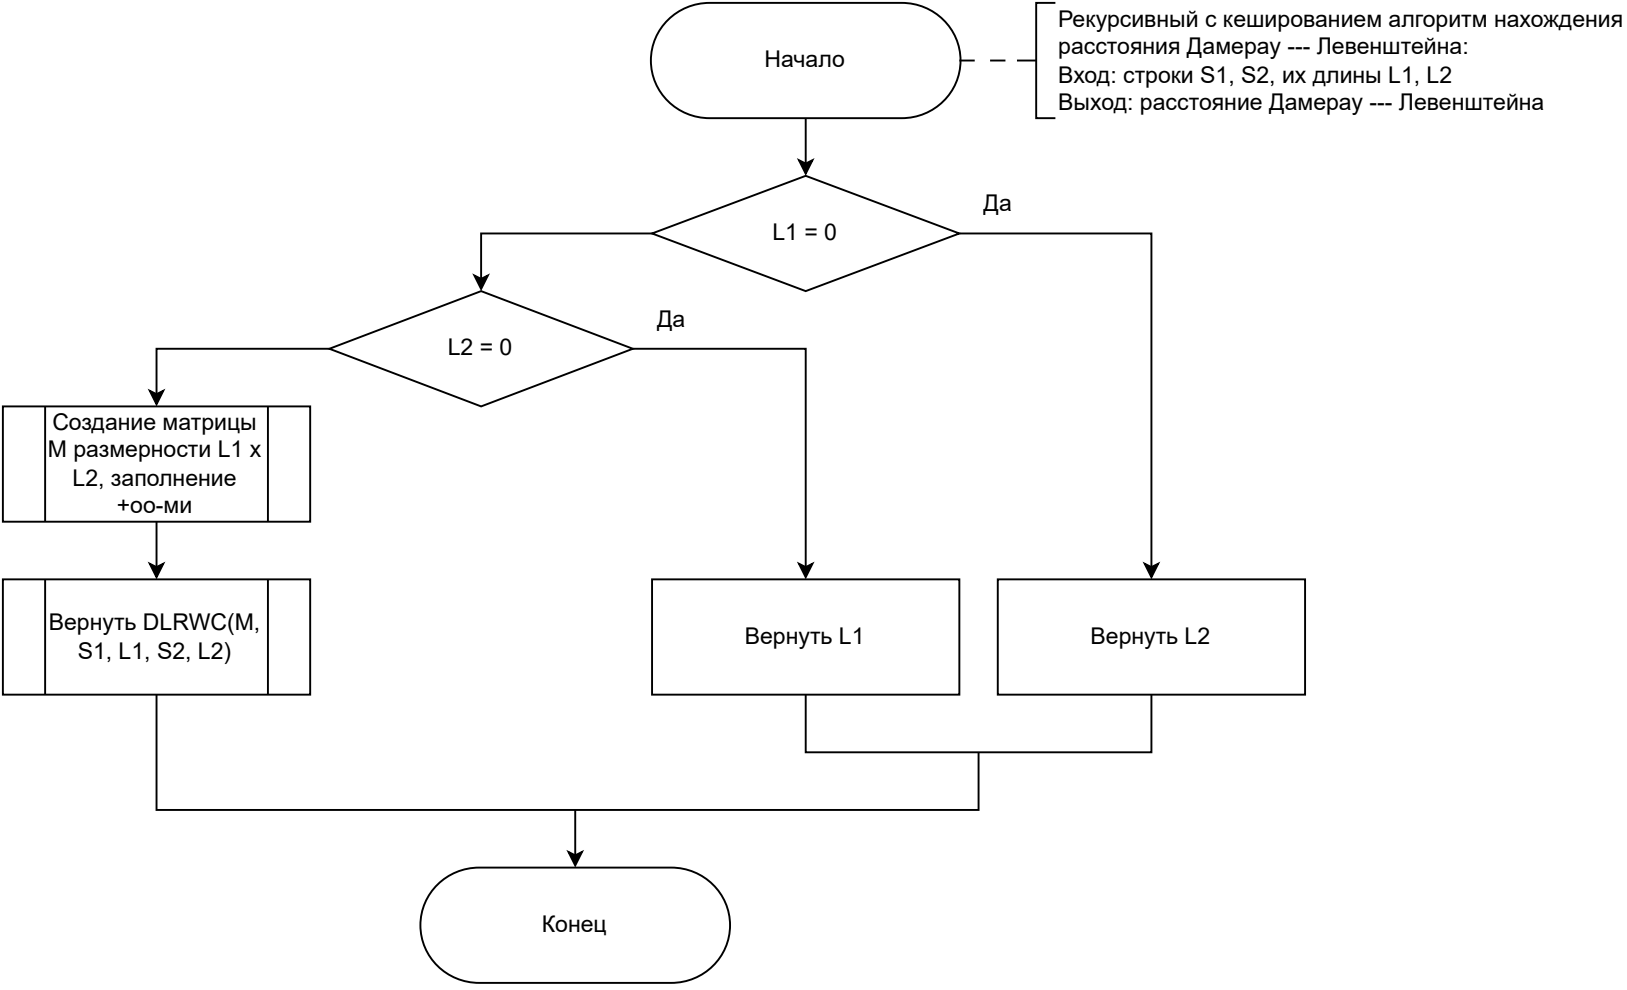 Начало
Рекурсивный с кешированием алгоритм нахождения
расстояния Дамерау --- Левенштейна:
Вход: строки S1, S2, их длины L1, L2
Выход: расстояние Дамерау --- Левенштейна
Да
L1 = 0
Да
L2 = 0
Создание матрицы
M размерности L1 x
L2, заполнение
+oo-ми
Вернуть DLRWC(M,
S1, L1, S2, L2)
Вернуть L1
Вернуть L2
Конец